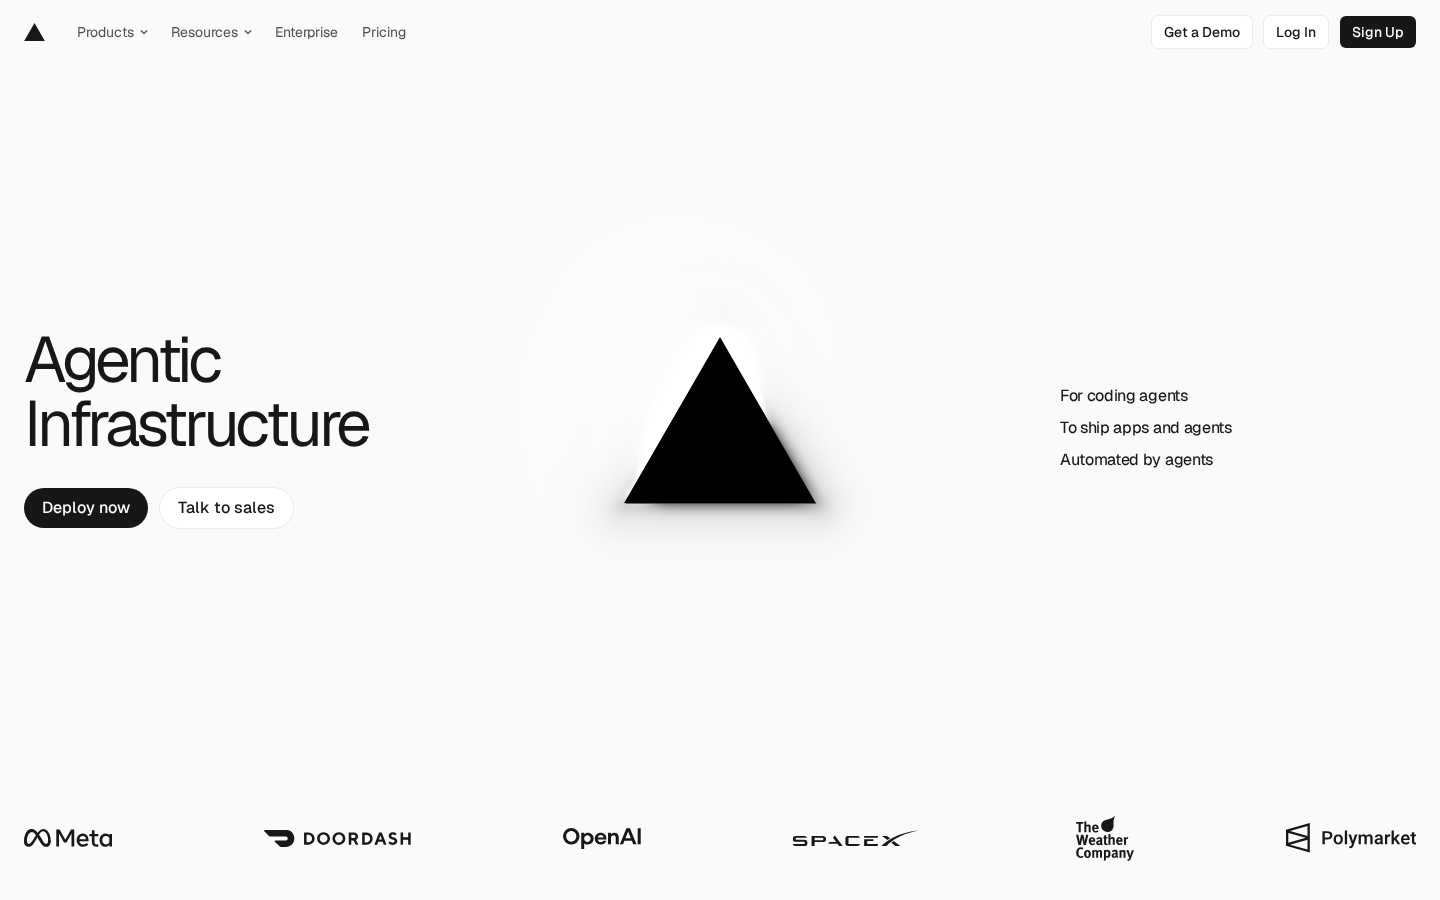 Products
Resources
Enterprise
Pricing
Get a Demo
Log In
Sign Up
Agentic
Infrastructure
Deploy now
Talk to sales
For coding agents
To ship apps and agents
Automated by agents
Meta
DOORDASH
OpenAI
SPACEX
The
Weather
Company
Polymarket